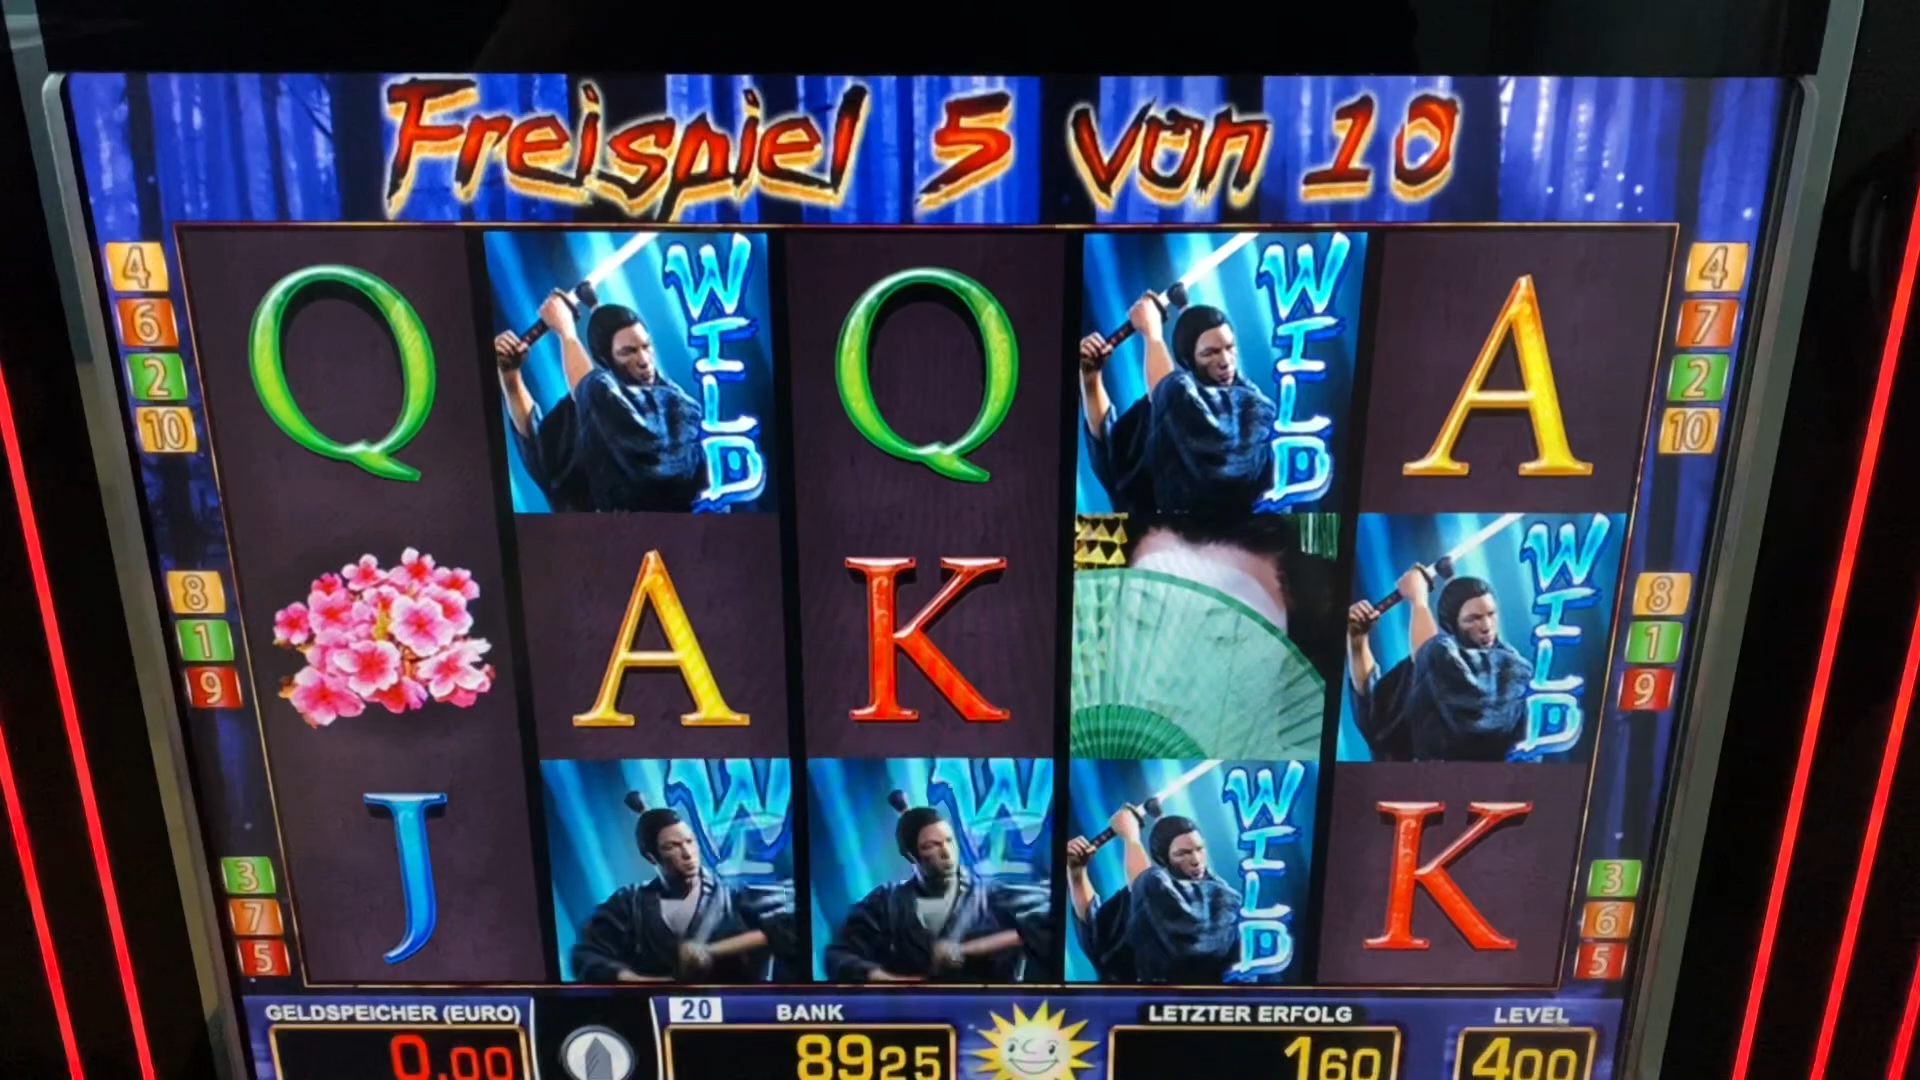 Freispiel 5 von 10
4
6
2
10
4
7
2
10
Q
WILD
Q
WILD
A
8
1
9
8
1
9
A
K
WILD
3
7
5
3
6
5
J
W
W
WILD
K
GELDSPEICHER (EURO)
20
BANK
LETZTER ERFOLG
LEVEL
0,00
8925
160
400